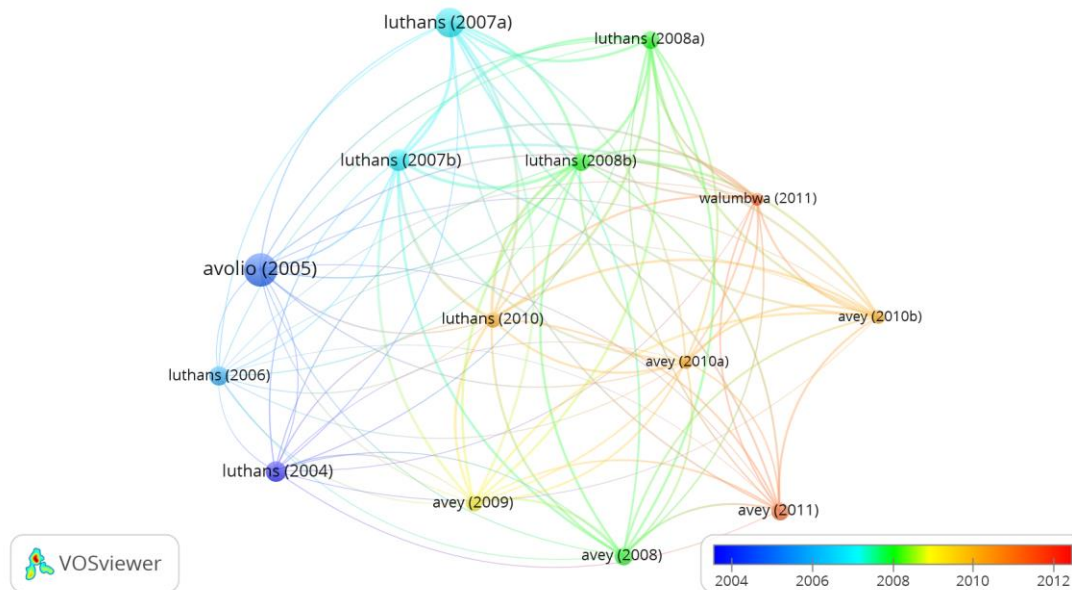 luthans (2007a)
luthans (2008a)
luthans (2007b)
luthans (2008b)
walumbwa (2011)
avolio (2005)
luthans (2010)
avey (2010b)
avey (2010a)
luthans (2006)
luthans (2004)
avey (2009)
avey (2011)
avey (2008)
VOSviewer
2004 2006 2008 2010 2012